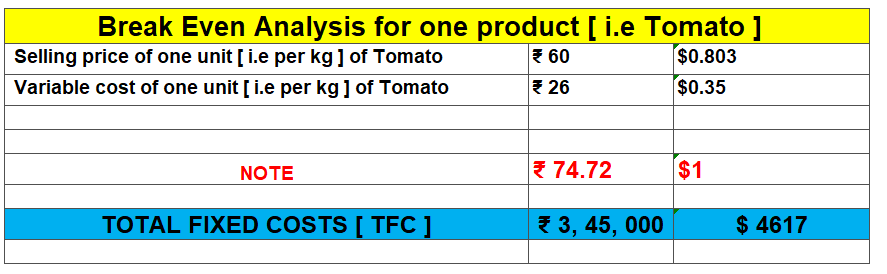 Break Even Analysis for one product [ i.e Tomato ]
Selling price of one unit [ i.e per kg ] of Tomato ₹ 60 $0.803
Variable cost of one unit [ i.e per kg ] of Tomato ₹ 26 $0.35
NOTE ₹ 74.72 $1
TOTAL FIXED COSTS [ TFC ] ₹ 3, 45, 000 $ 4617